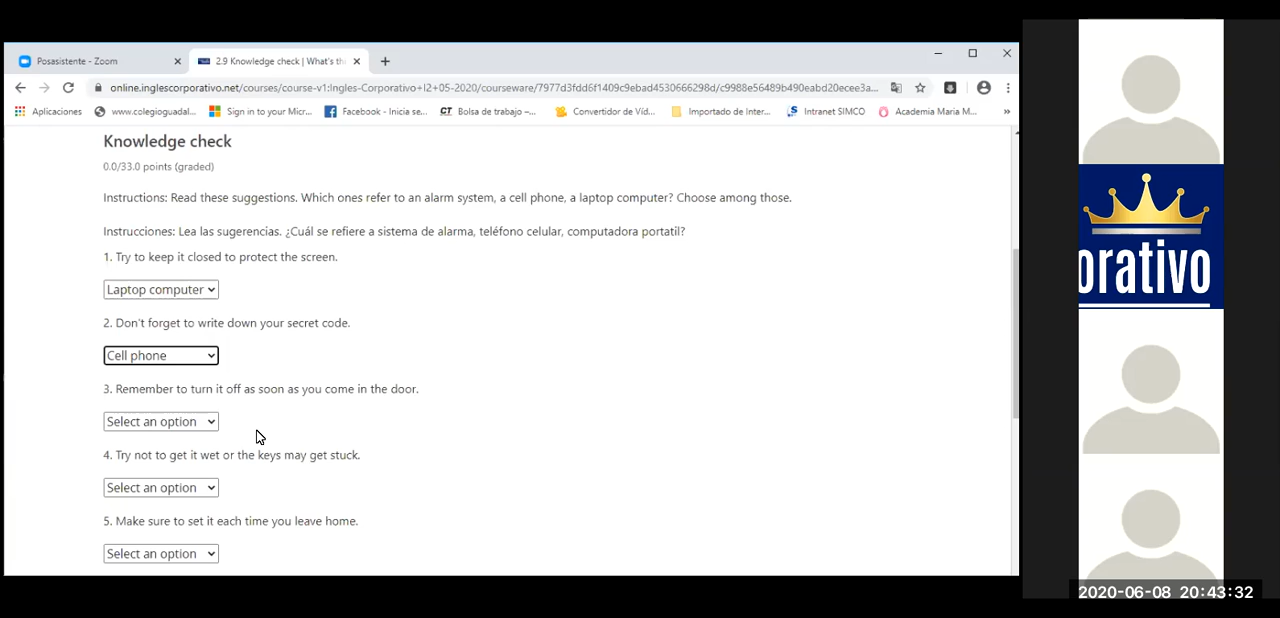 Posasistente - Zoom
2.9 Knowledge check | What's th
online.inglescorporativo.net/courses/course-v1:Ingles-Corporativo+I2+05-2020/courseware/7977d3fdd6f1409c9ebad4530666298d/c9988e56489b490eabd20ecee3a...
Aplicaciones
www.colegioguadal...
Sign in to your Micr...
Facebook - Inicia se...
CT Bolsa de trabajo –...
Convertidor de Víd...
Importado de Inter...
Intranet SIMCO
Academia Maria M...
»
Knowledge check
0.0/33.0 points (graded)
Instructions: Read these suggestions. Which ones refer to an alarm system, a cell phone, a laptop computer? Choose among those.
Instrucciones: Lea las sugerencias. ¿Cuál se refiere a sistema de alarma, teléfono celular, computadora portatil?
1. Try to keep it closed to protect the screen.
Laptop computer
2. Don't forget to write down your secret code.
Cell phone
3. Remember to turn it off as soon as you come in the door.
Select an option
4. Try not to get it wet or the keys may get stuck.
Select an option
5. Make sure to set it each time you leave home.
Select an option
orativo
2020-06-08 20:43:32